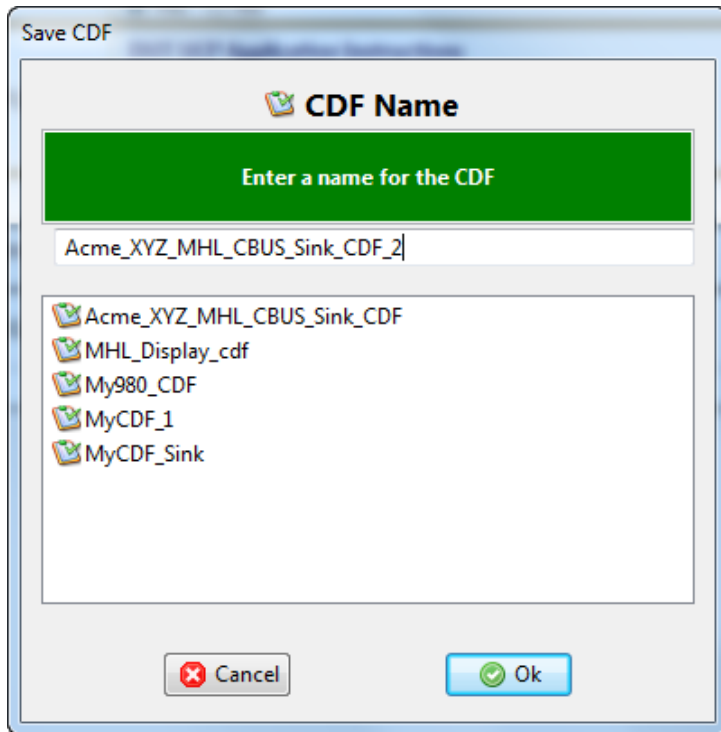 Save CDF
CDF Name
Enter a name for the CDF
Acme_XYZ_MHL_CBUS_Sink_CDF_2
Acme_XYZ_MHL_CBUS_Sink_CDF
MHL_Display_cdf
My980_CDF
MyCDF_1
MyCDF_Sink
Cancel
Ok